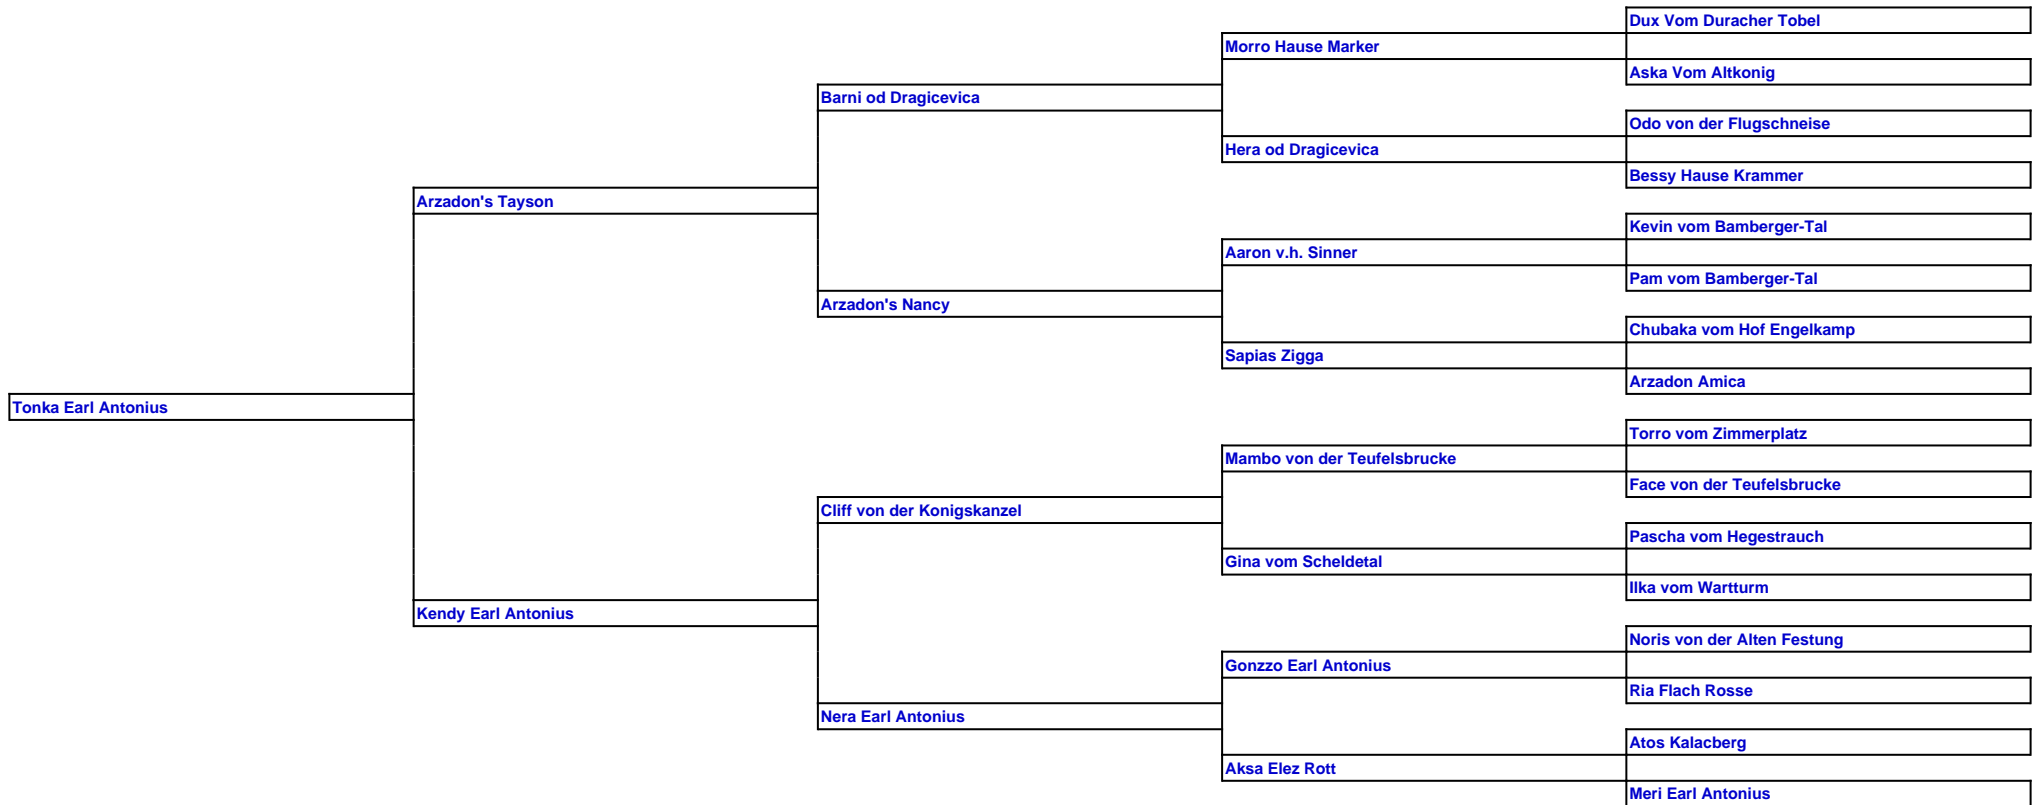 Dux Vom Duracher Tobel
Morro Hause Marker
Aska Vom Altkonig
Barni od Dragicevica
Odo von der Flugschneise
Hera od Dragicevica
Bessy Hause Krammer
Arzadon's Tayson
Kevin vom Bamberger-Tal
Aaron v.h. Sinner
Pam vom Bamberger-Tal
Arzadon's Nancy
Chubaka vom Hof Engelkamp
Sapias Zigga
Arzadon Amica
Tonka Earl Antonius
Torro vom Zimmerplatz
Mambo von der Teufelsbrucke
Face von der Teufelsbrucke
Cliff von der Konigskanzel
Pascha vom Hegestrauch
Gina vom Scheldetal
Ilka vom Wartturm
Kendy Earl Antonius
Noris von der Alten Festung
Gonzzo Earl Antonius
Ria Flach Rosse
Nera Earl Antonius
Atos Kalacberg
Aksa Elez Rott
Meri Earl Antonius